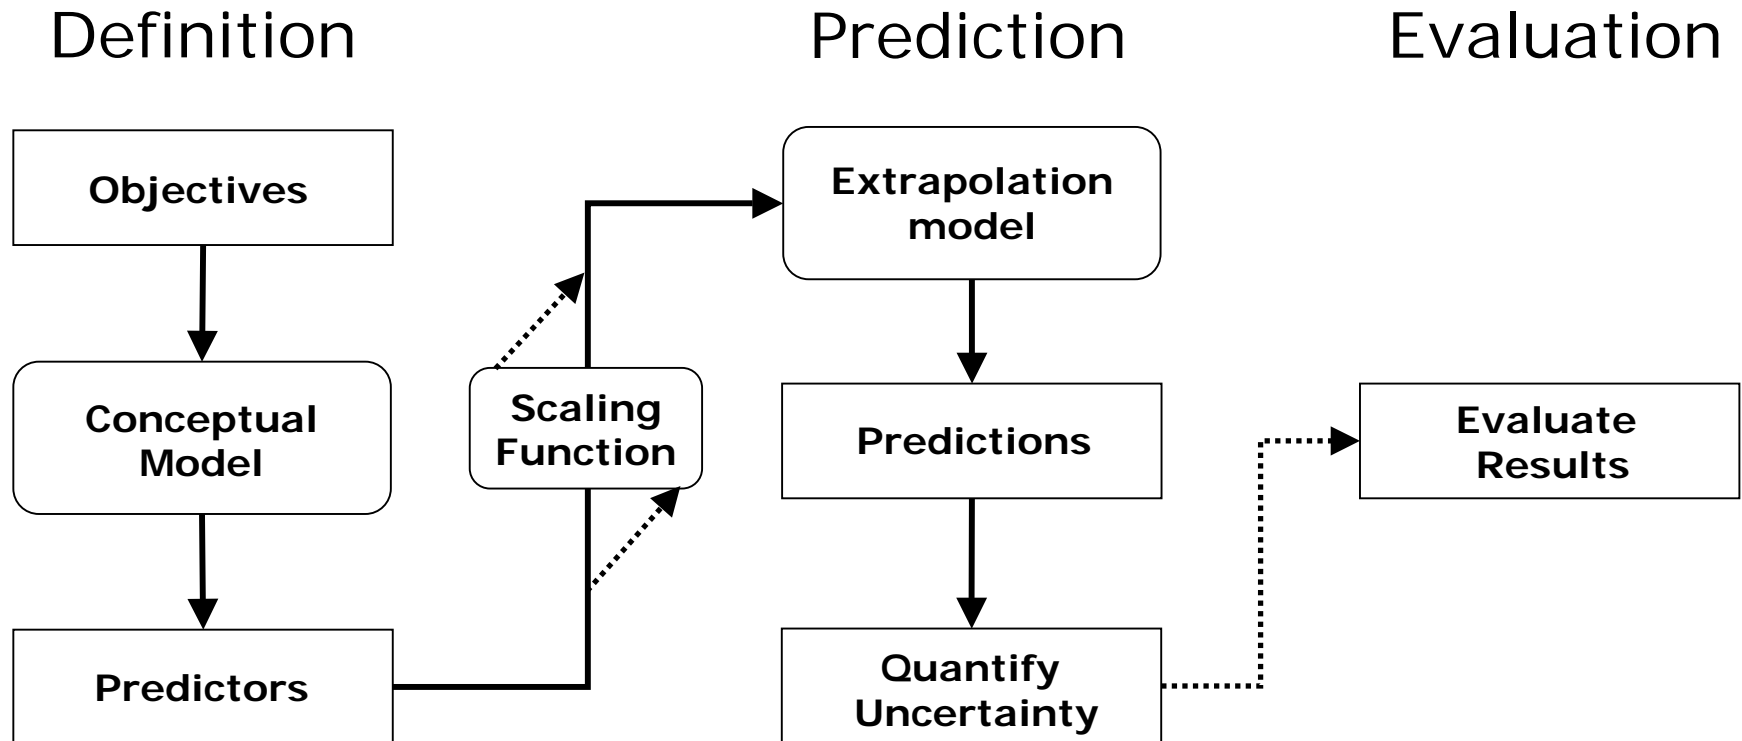 Definition
Prediction
Evaluation
Objectives
Conceptual
Model
Predictors
Scaling
Function
Extrapolation
model
Predictions
Quantify
Uncertainty
Evaluate
Results